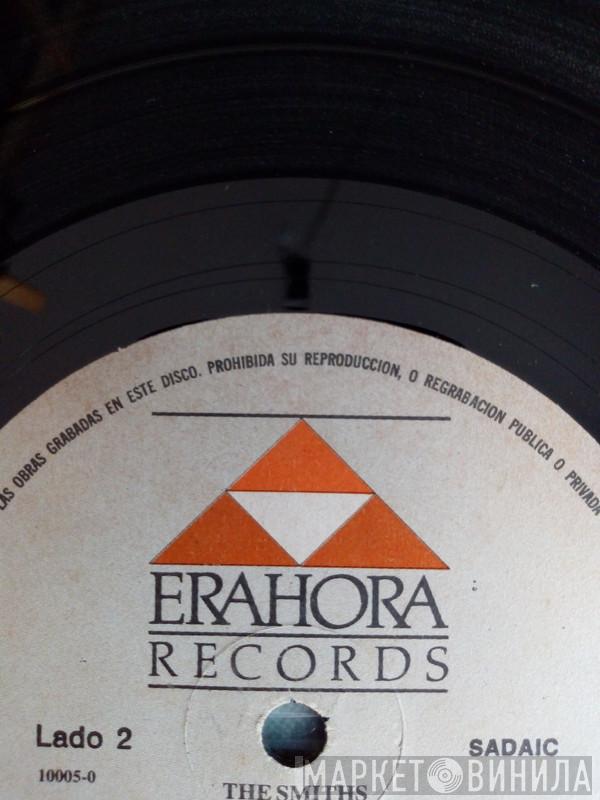 LAS OBRAS GRABADAS EN ESTE DISCO. PROHIBIDA SU REPRODUCCION, O REGRABACION PUBLICA O PRIVADA
ERAHORA
RECORDS
Lado 2
SADAIC
10005-0
THE SMITHS
МАРКЕТ ВИНИЛА